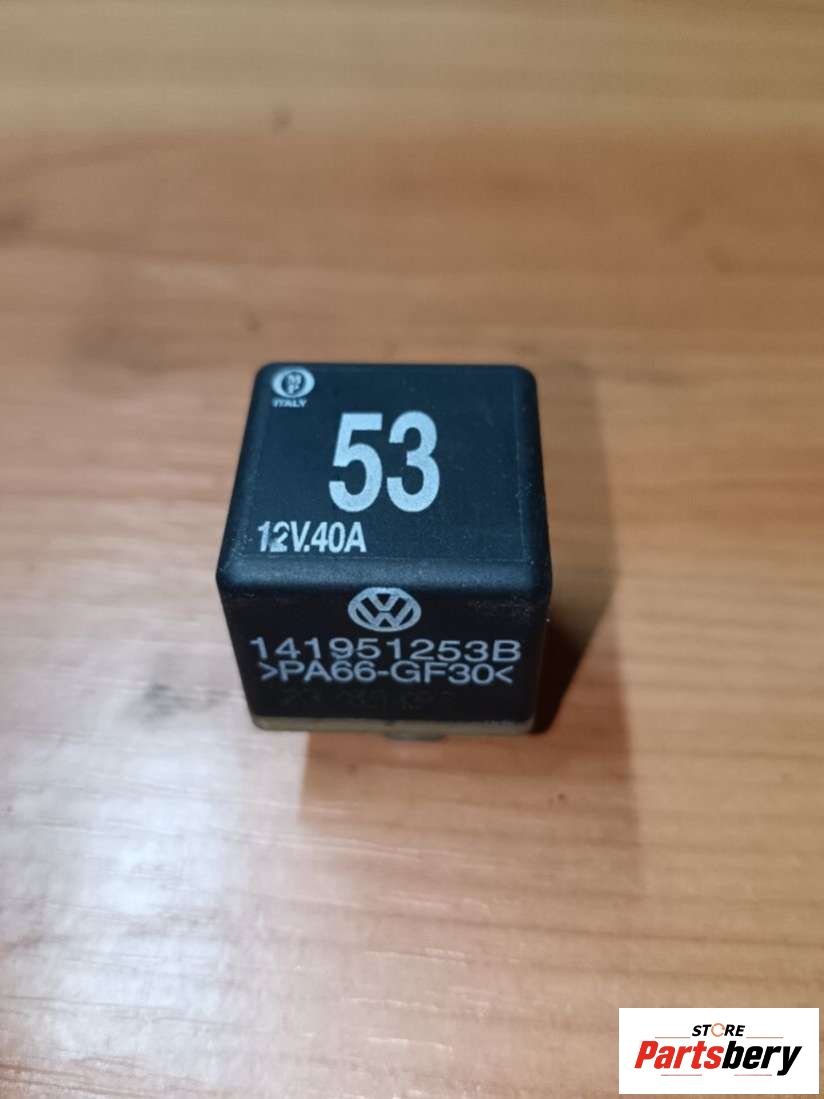 ITALY
53
12V.40A
141951253B
>PA66-GF30<
STORE
Partsbery